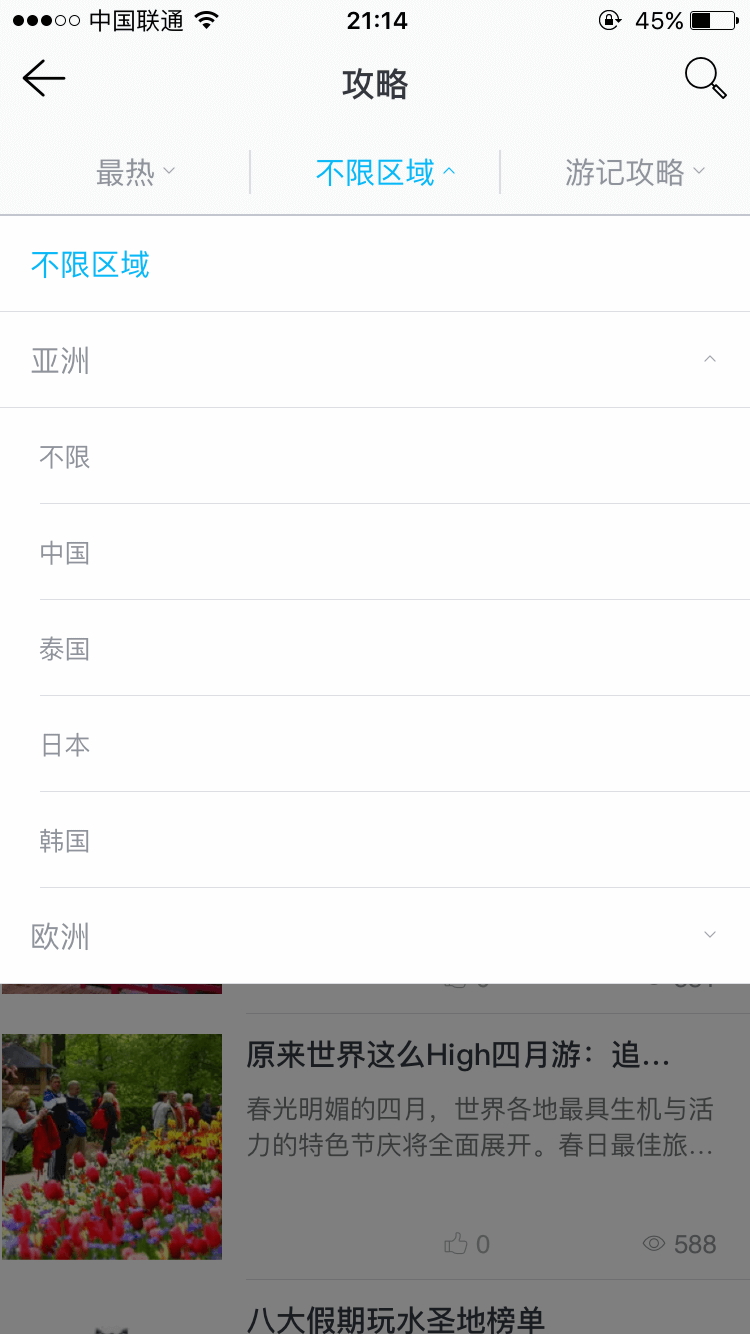 中国联通 21:14 45%
攻略
最热 不限区域 游记攻略
不限区域
亚洲
不限
中国
泰国
日本
韩国
欧洲
原来世界这么High四月游：追...
春光明媚的四月，世界各地最具生机与活
力的特色节庆将全面展开。春日最佳旅...
0 588
八大假期玩水圣地榜单